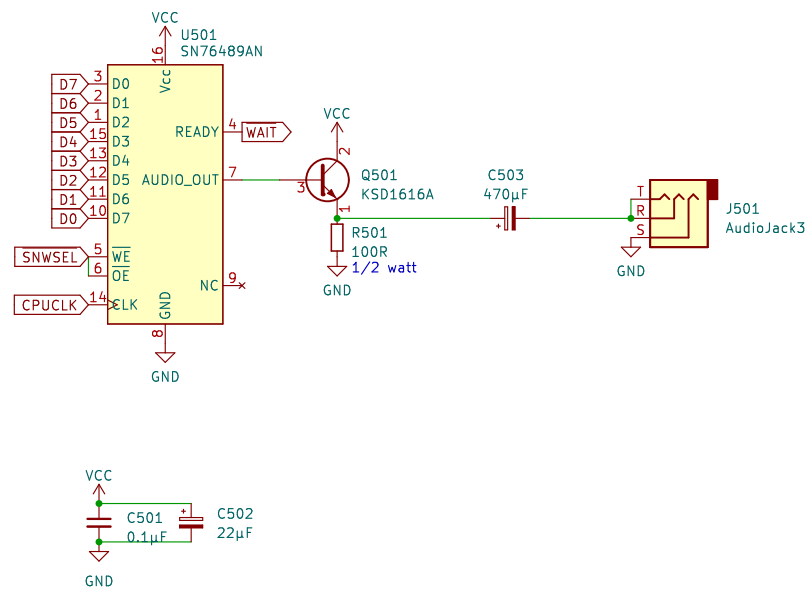 VCC
U501
SN76489AN
16
Vcc
D7 3 D0
D6 2 D1
D5 1 D2
D4 15 D3
D3 13 D4
D2 12 D5
D1 11 D6
D0 10 D7
READY 4 WAIT
AUDIO_OUT 7
SNWSEL 5 WE
6 OE
NC 9
CPUCLK 14 CLK
GND
8
GND
VCC
2
Q501
KSD1616A
3
1
R501
100R
1/2 watt
GND
C503
470µF
+
T
R
S
J501
AudioJack3
GND
VCC
C501
0.1µF
+
C502
22µF
GND